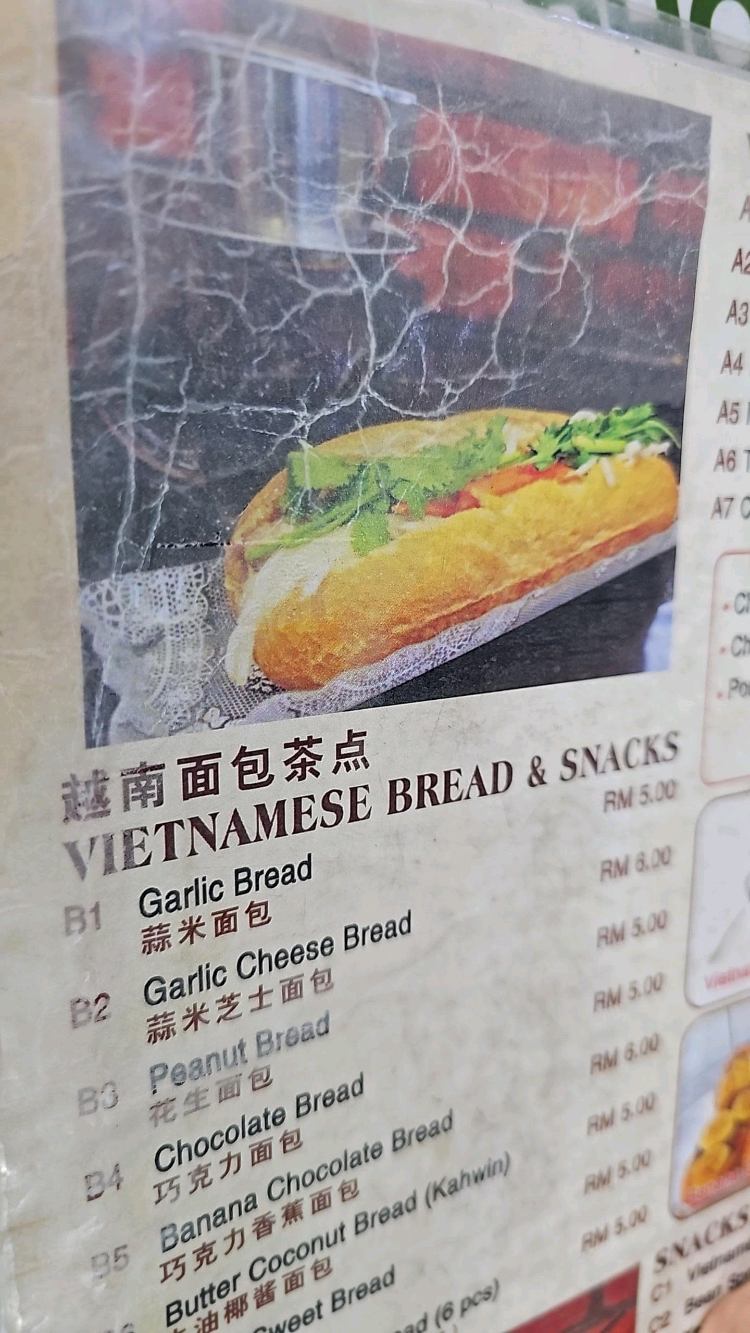 越南面包茶点
VIETNAMESE BREAD & SNACKS
B1 Garlic Bread RM 5.00
蒜米面包
B2 Garlic Cheese Bread RM 6.00
蒜米芝士面包
B3 Peanut Bread RM 5.00
花生面包
B4 Chocolate Bread RM 5.00
巧克力面包
B5 Banana Chocolate Bread RM 6.00
巧克力香蕉面包
Butter Coconut Bread (Kahwin) RM 5.00
油椰酱面包
Sweet Bread RM 5.00
(6 pcs) RM 5.00
A2
A3
A4
A5
A6
A7
SNACKS
C1
C2 Bean